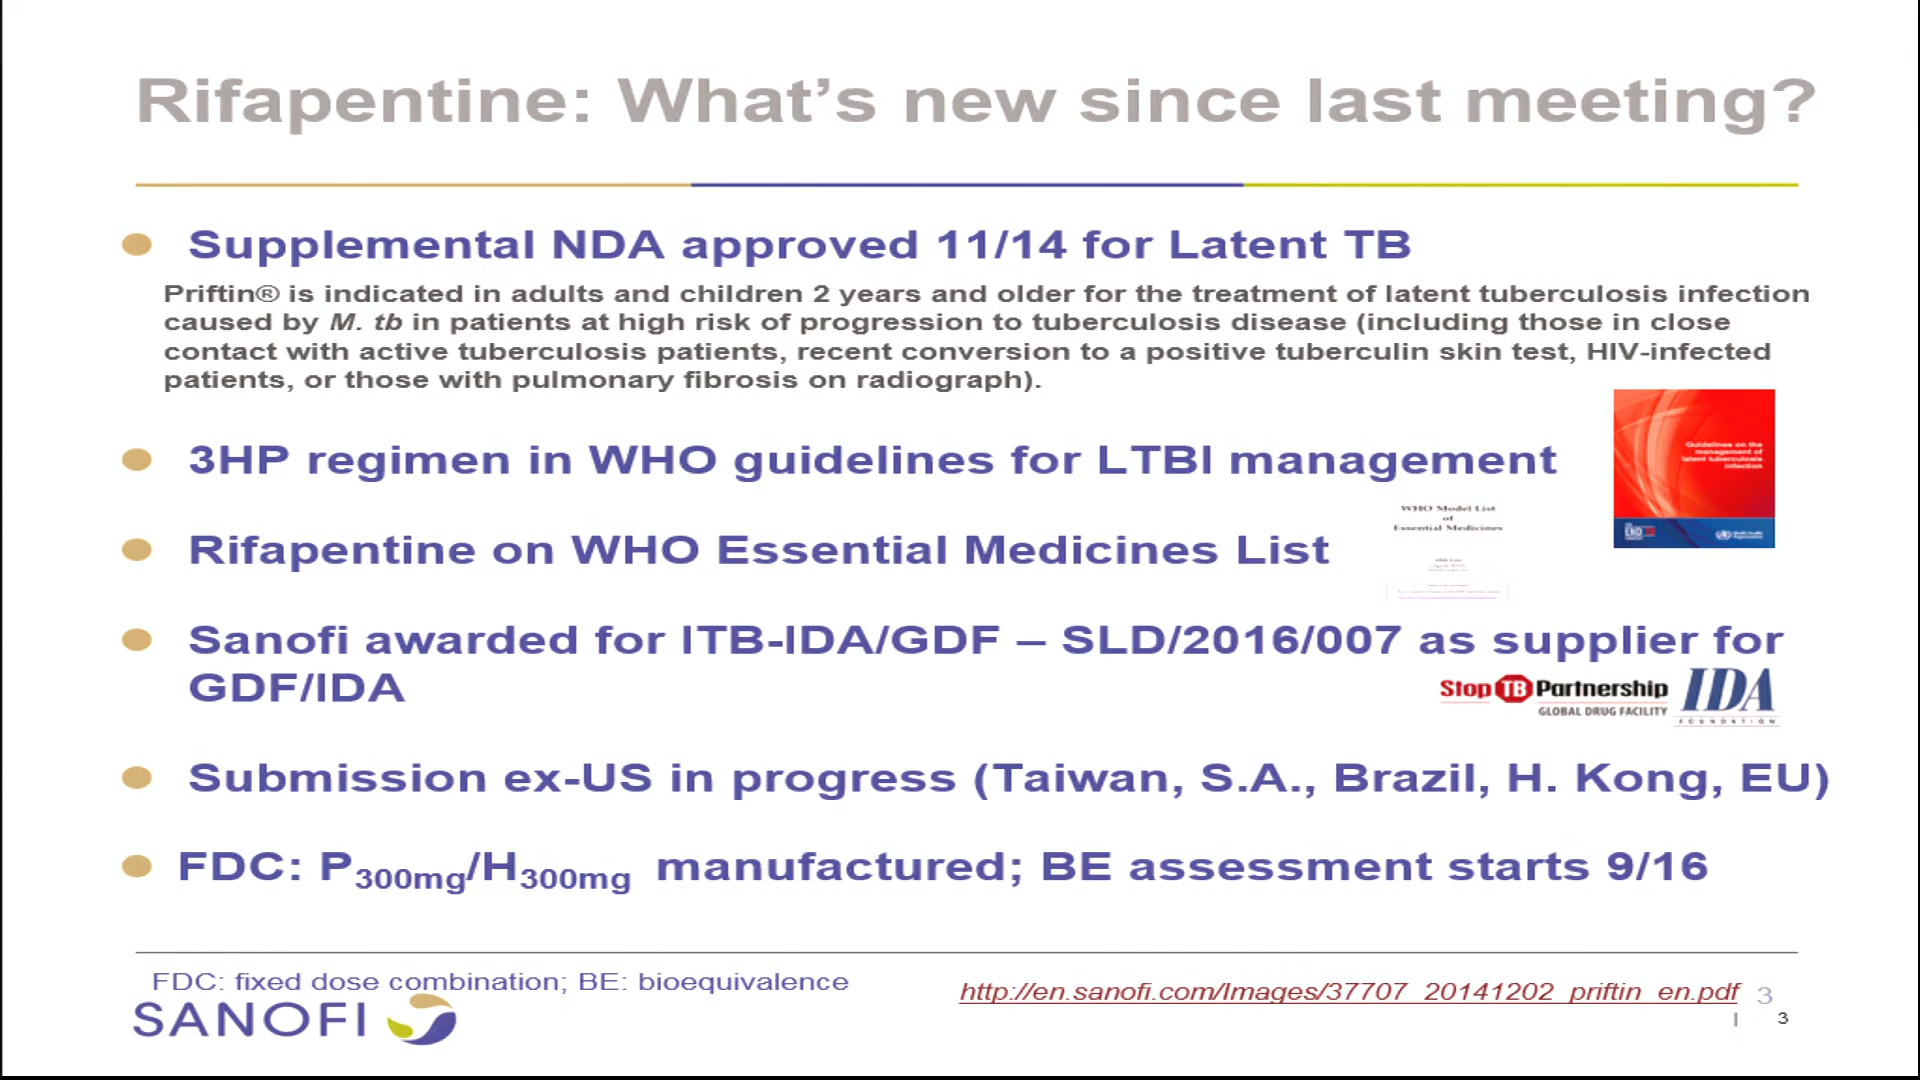 Rifapentine: What's new since last meeting?
Supplemental NDA approved 11/14 for Latent TB
Priftin® is indicated in adults and children 2 years and older for the treatment of latent tuberculosis infection
caused by M. tb in patients at high risk of progression to tuberculosis disease (including those in close
contact with active tuberculosis patients, recent conversion to a positive tuberculin skin test, HIV-infected
patients, or those with pulmonary fibrosis on radiograph).
3HP regimen in WHO guidelines for LTBI management
Guidelines on the
management of
latent tuberculosis
infection
END
World Health
Organization
Rifapentine on WHO Essential Medicines List
WHO Model List
of
Essential Medicines
Sanofi awarded for ITB-IDA/GDF – SLD/2016/007 as supplier for
GDF/IDA
Stop TB Partnership
GLOBAL DRUG FACILITY
IDA
FOUNDATION
Submission ex-US in progress (Taiwan, S.A., Brazil, H. Kong, EU)
FDC: P300mg/H300mg manufactured; BE assessment starts 9/16
FDC: fixed dose combination; BE: bioequivalence
SANOFI
http://en.sanofi.com/Images/37707_20141202_priftin_en.pdf
3
| 3